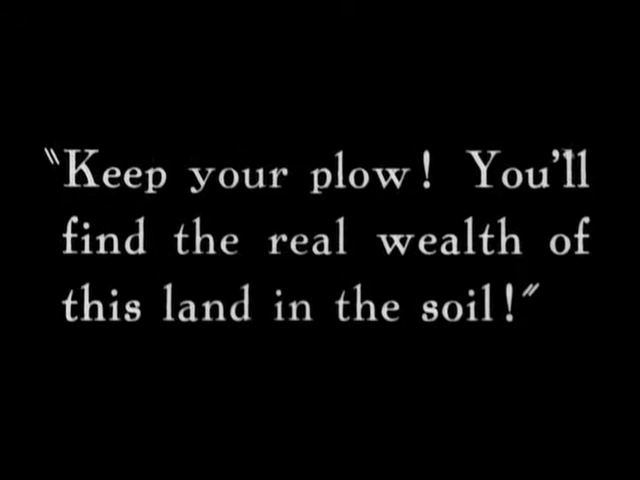 "Keep your plow! You'll
find the real wealth of
this land in the soil!"